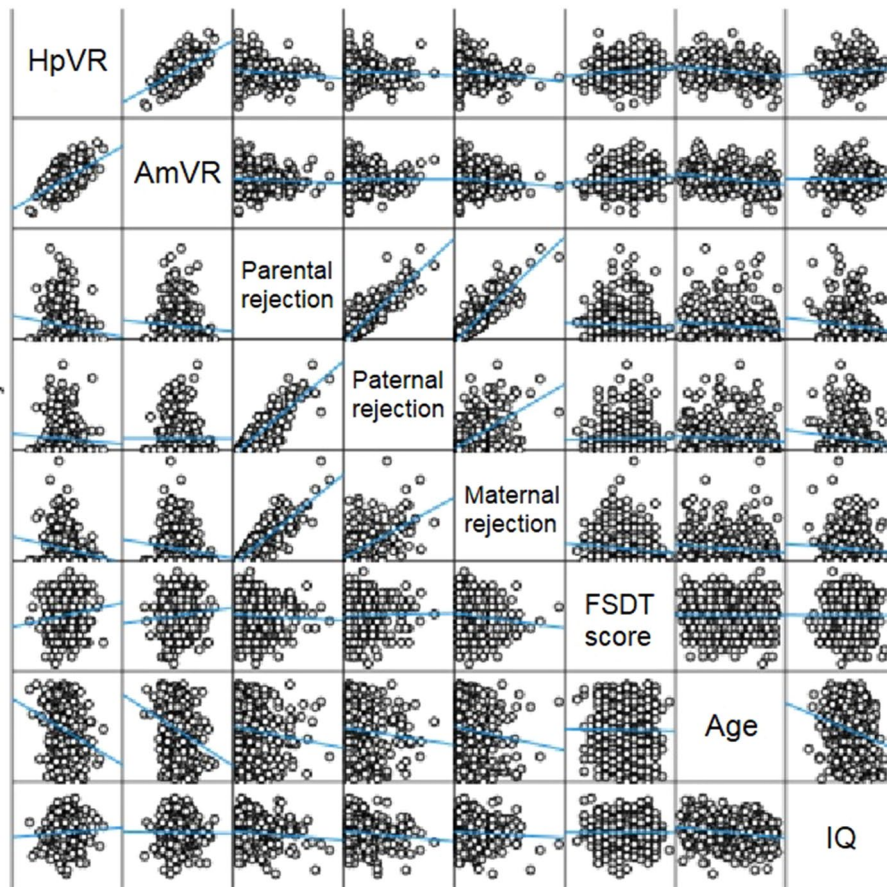 HpVR
AmVR
Parental
rejection
Paternal
rejection
Maternal
rejection
FSDT
score
Age
IQ